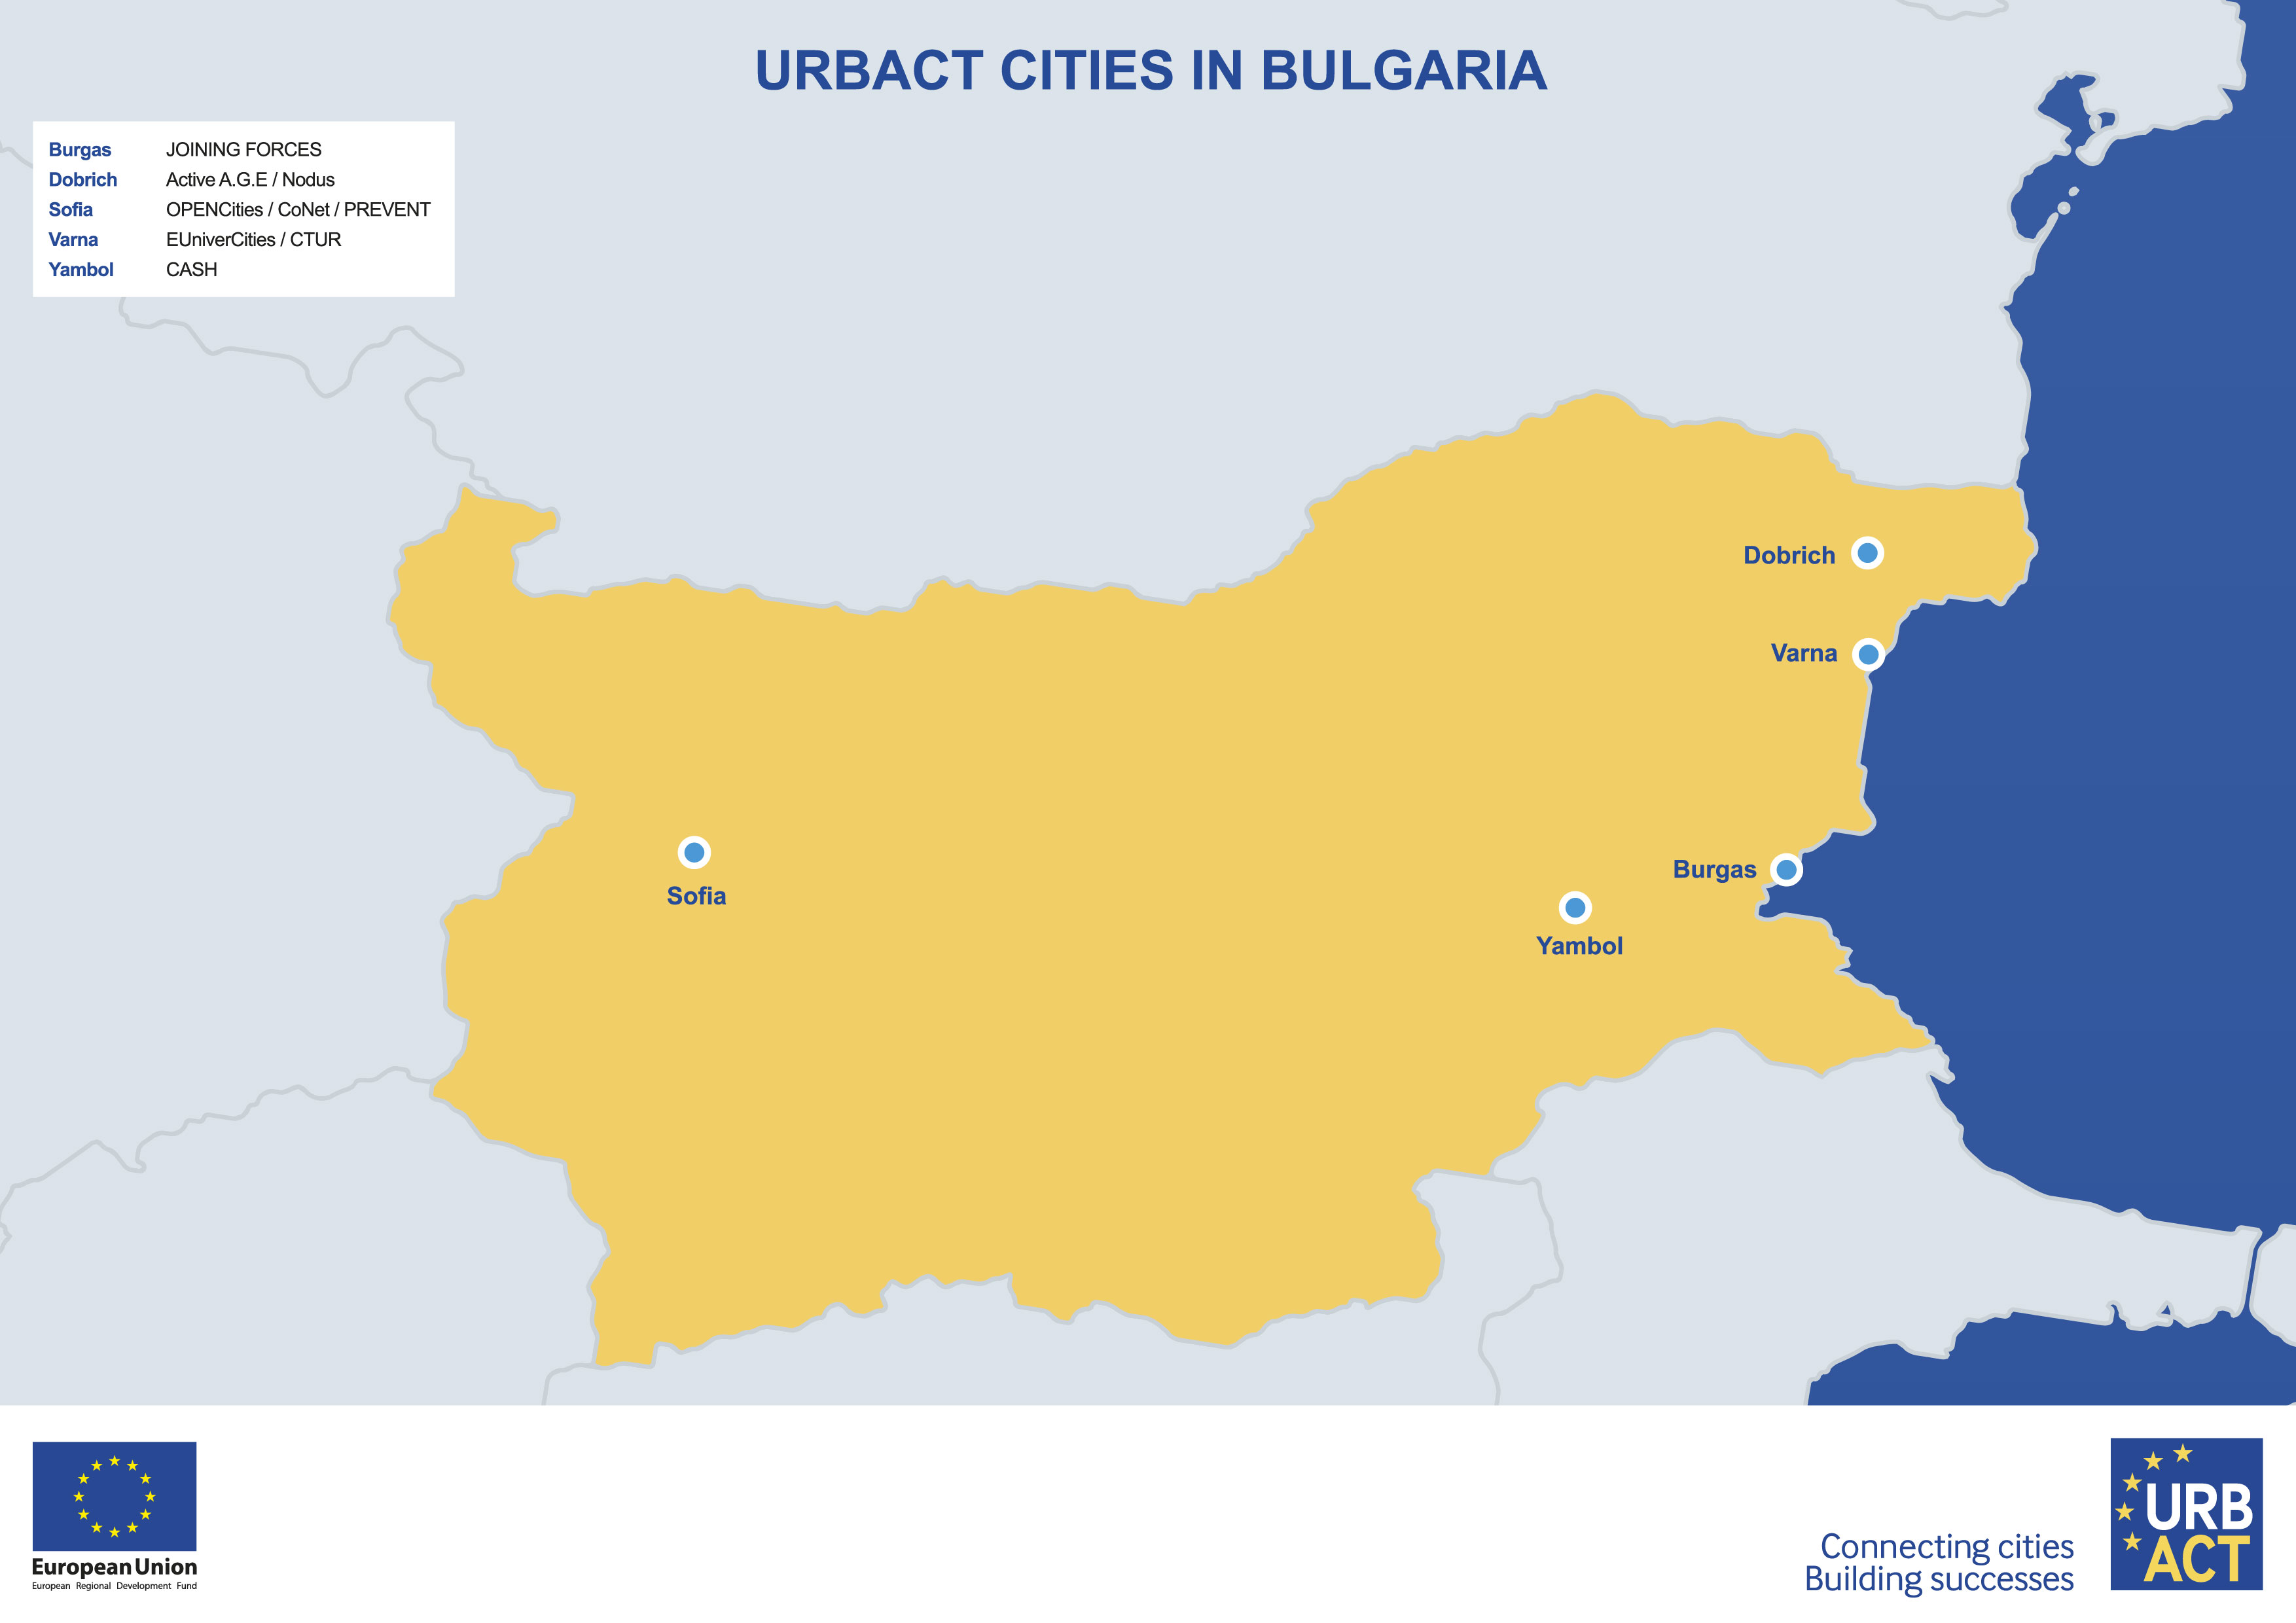 URBACT CITIES IN BULGARIA
Burgas JOINING FORCES
Dobrich Active A.G.E / Nodus
Sofia OPENCities / CoNet / PREVENT
Varna EUniverCities / CTUR
Yambol CASH
Dobrich
Varna
Burgas
Sofia
Yambol
European Union
European Regional Development Fund
Connecting cities
Building successes
URB
ACT